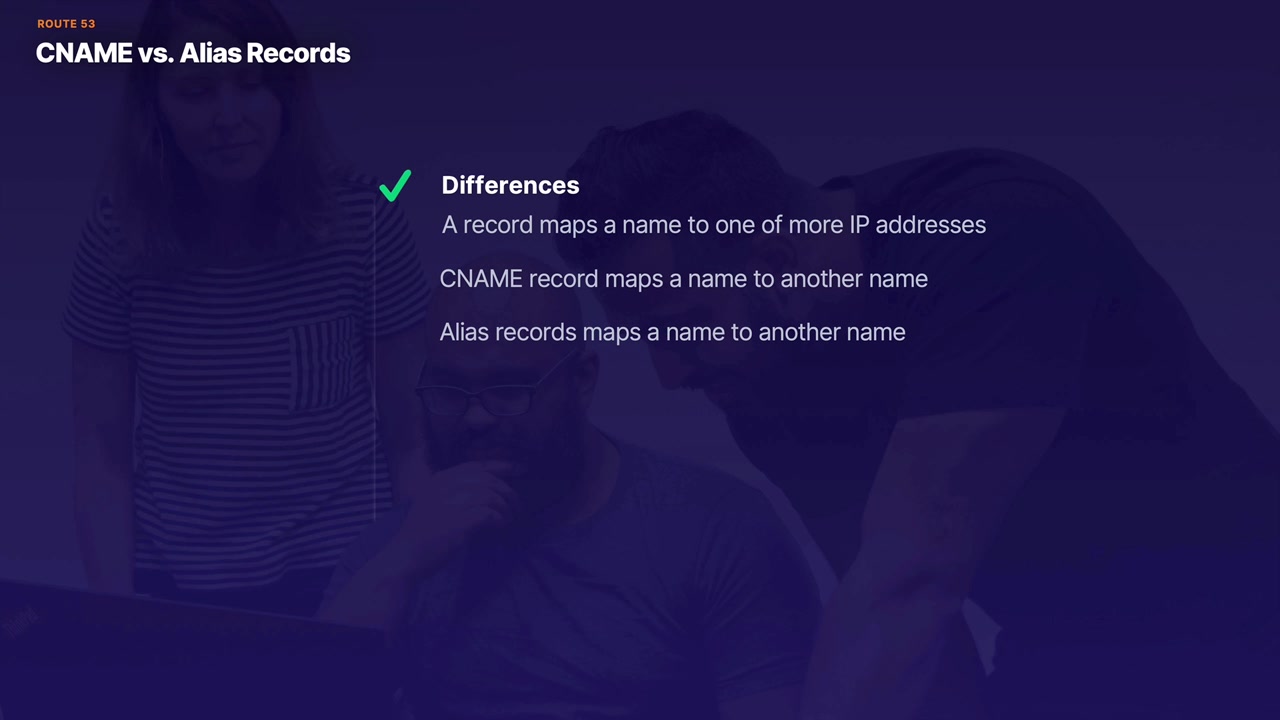 ROUTE 53
CNAME vs. Alias Records
Differences
A record maps a name to one of more IP addresses
CNAME record maps a name to another name
Alias records maps a name to another name